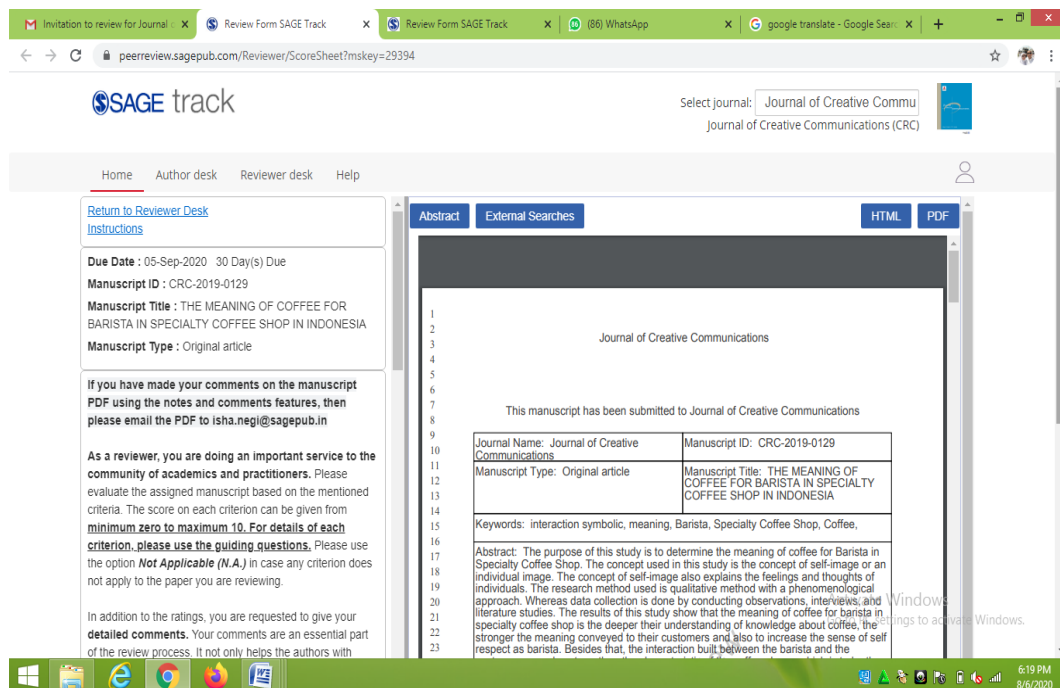 Invitation to review for Journal c
Review Form SAGE Track
Review Form SAGE Track
(86) WhatsApp
google translate - Google Searc
peerreview.sagepub.com/Reviewer/ScoreSheet?mskey=29394
SAGE track
Select journal: Journal of Creative Commu
Journal of Creative Communications (CRC)
Home Author desk Reviewer desk Help
Return to Reviewer Desk
Instructions
Due Date : 05-Sep-2020 30 Day(s) Due
Manuscript ID : CRC-2019-0129
Manuscript Title : THE MEANING OF COFFEE FOR
BARISTA IN SPECIALTY COFFEE SHOP IN INDONESIA
Manuscript Type : Original article
If you have made your comments on the manuscript
PDF using the notes and comments features, then
please email the PDF to isha.negi@sagepub.in
As a reviewer, you are doing an important service to the
community of academics and practitioners. Please
evaluate the assigned manuscript based on the mentioned
criteria. The score on each criterion can be given from
minimum zero to maximum 10. For details of each
criterion, please use the guiding questions. Please use
the option Not Applicable (N.A.) in case any criterion does
not apply to the paper you are reviewing.
In addition to the ratings, you are requested to give your
detailed comments. Your comments are an essential part
of the review process. It not only helps the authors with
Abstract External Searches HTML PDF
1
2
3
4
5
6
7
8
9
10
11
12
13
14
15
16
17
18
19
20
21
22
23
Journal of Creative Communications
This manuscript has been submitted to Journal of Creative Communications
Journal Name: Journal of Creative
Communications
Manuscript ID: CRC-2019-0129
Manuscript Type: Original article
Manuscript Title: THE MEANING OF
COFFEE FOR BARISTA IN SPECIALTY
COFFEE SHOP IN INDONESIA
Keywords: interaction symbolic, meaning, Barista, Specialty Coffee Shop, Coffee,
Abstract: The purpose of this study is to determine the meaning of coffee for Barista in
Specialty Coffee Shop. The concept used in this study is the concept of self-image or an
individual image. The concept of self-image also explains the feelings and thoughts of
individuals. The research method used is qualitative method with a phenomenological
approach. Whereas data collection is done by conducting observations, interviews, and
literature studies. The results of this study show that the meaning of coffee for barista in
specialty coffee shop is the deeper their understanding of knowledge about coffee, the
stronger the meaning conveyed to their customers and also to increase the sense of self
respect as barista. Besides that, the interaction built between the barista and the
Activate Windows
Settings to activate Windows.
6:19 PM
8/6/2020